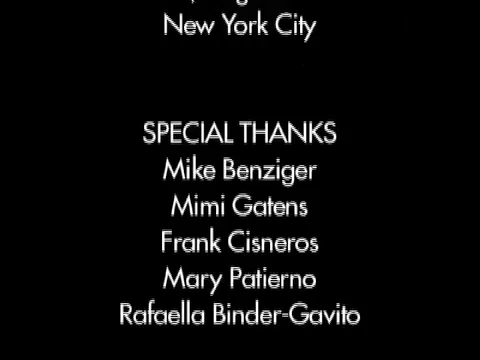 New York City
SPECIAL THANKS
Mike Benziger
Mimi Gatens
Frank Cisneros
Mary Patierno
Rafaella Binder-Gavito